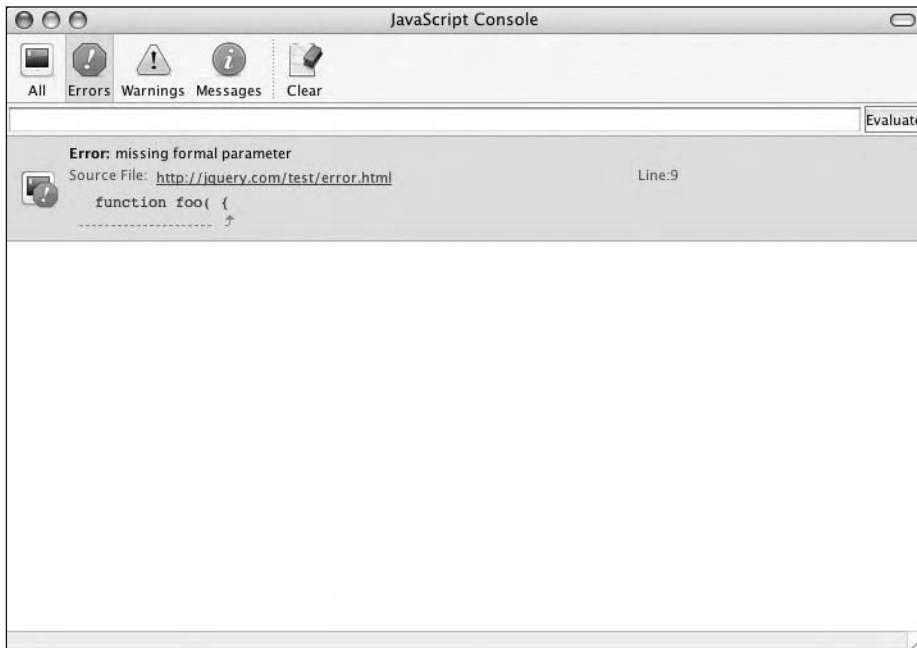 JavaScript Console
All Errors Warnings Messages Clear
Evaluate
Error: missing formal parameter
Source File: http://jquery.com/test/error.html Line:9
function foo( {